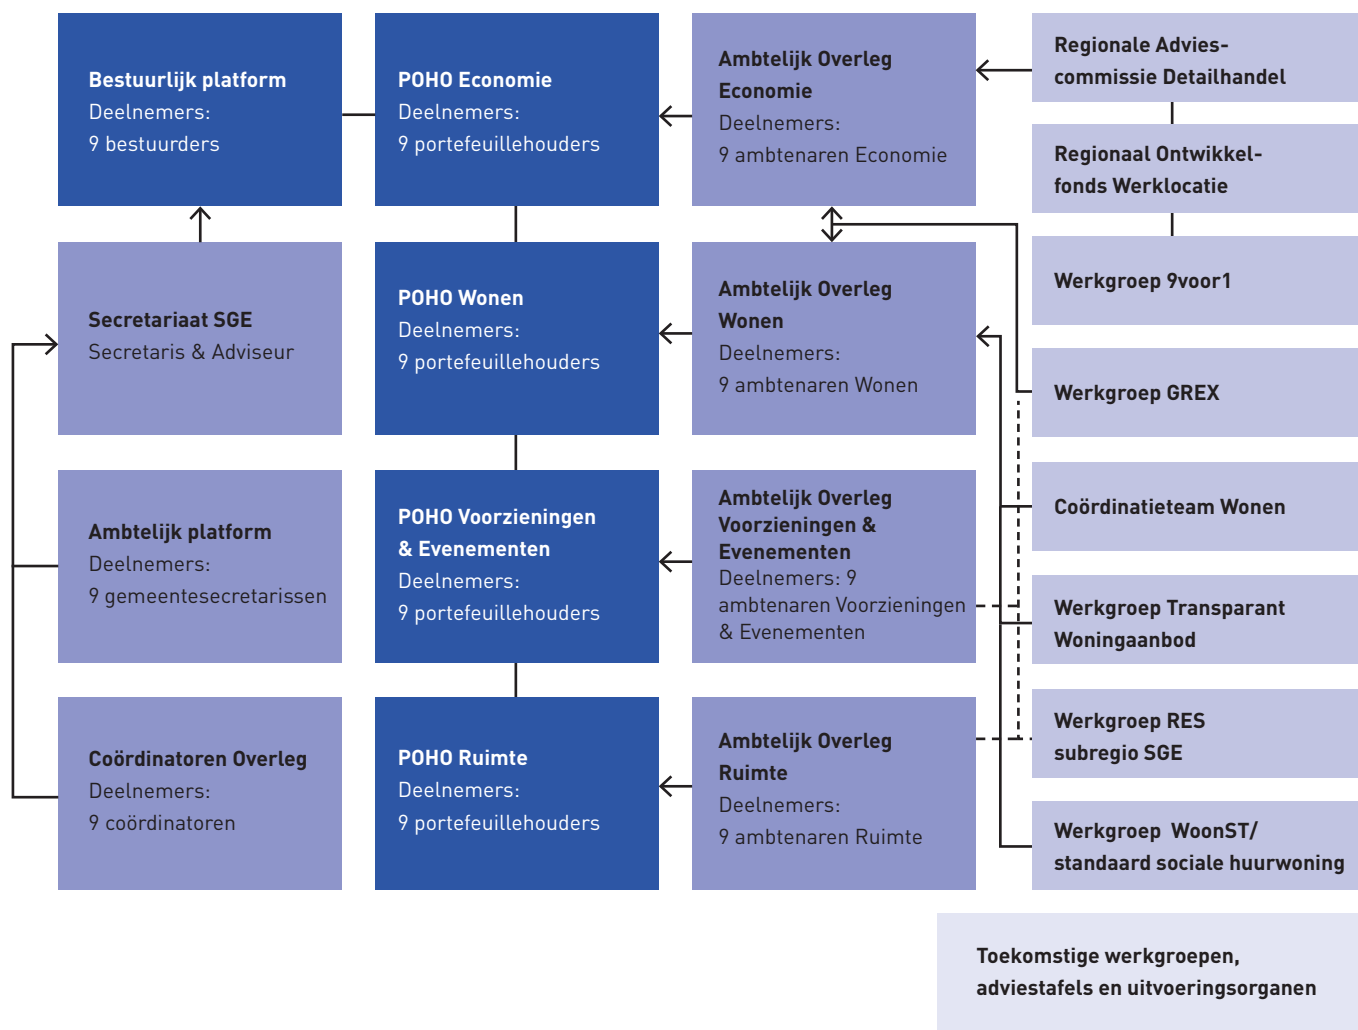 Bestuurlijk platform
Deelnemers:
9 bestuurders
Secretariaat SGE
Secretaris & Adviseur
Ambtelijk platform
Deelnemers:
9 gemeentesecretarissen
Coördinatoren Overleg
Deelnemers:
9 coördinatoren
POHO Economie
Deelnemers:
9 portefeuillehouders
POHO Wonen
Deelnemers:
9 portefeuillehouders
POHO Voorzieningen
& Evenementen
Deelnemers:
9 portefeuillehouders
POHO Ruimte
Deelnemers:
9 portefeuillehouders
Ambtelijk Overleg
Economie
Deelnemers:
9 ambtenaren Economie
Ambtelijk Overleg
Wonen
Deelnemers:
9 ambtenaren Wonen
Ambtelijk Overleg
Voorzieningen &
Evenementen
Deelnemers: 9
ambtenaren Voorzieningen
& Evenementen
Ambtelijk Overleg
Ruimte
Deelnemers:
9 ambtenaren Ruimte
Regionale Advies-
commissie Detailhandel
Regionaal Ontwikkel-
fonds Werklocatie
Werkgroep 9voor1
Werkgroep GREX
Coördinatieteam Wonen
Werkgroep Transparant
Woningaanbod
Werkgroep RES
subregio SGE
Werkgroep WoonST/
standaard sociale huurwoning
Toekomstige werkgroepen,
adviestafels en uitvoeringsorganen